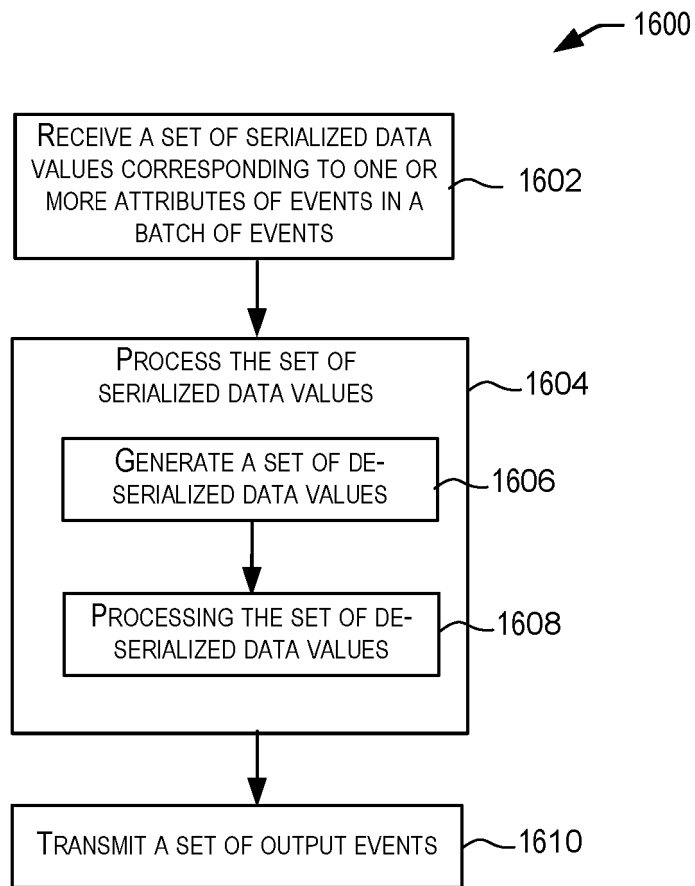 1600
RECEIVE A SET OF SERIALIZED DATA
VALUES CORRESPONDING TO ONE OR
MORE ATTRIBUTES OF EVENTS IN A
BATCH OF EVENTS
1602
PROCESS THE SET OF
SERIALIZED DATA VALUES
1604
GENERATE A SET OF DE-
SERIALIZED DATA VALUES
1606
PROCESSING THE SET OF DE-
SERIALIZED DATA VALUES
1608
TRANSMIT A SET OF OUTPUT EVENTS
1610